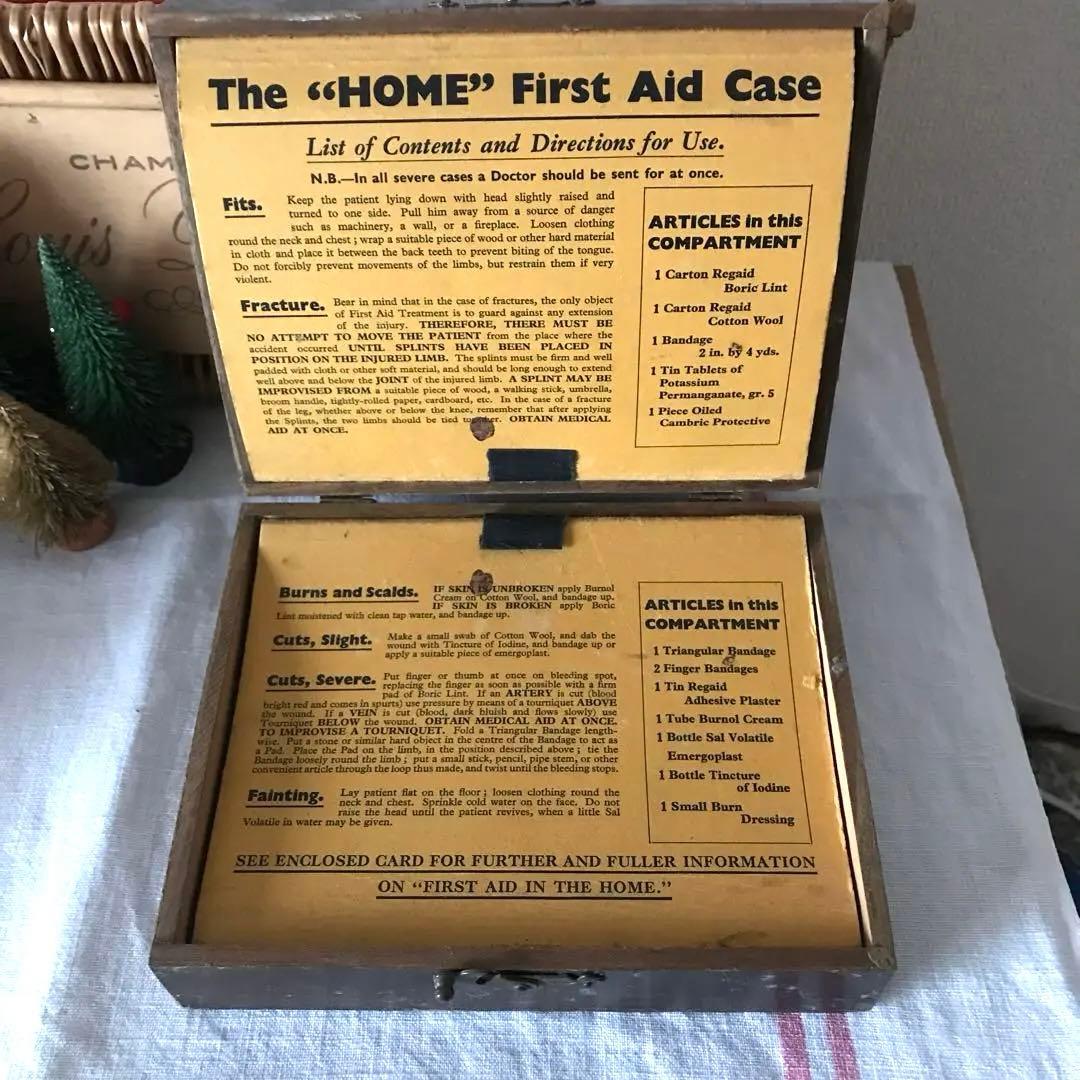 CHAM
The “HOME” First Aid Case
List of Contents and Directions for Use.
N.B.—In all severe cases a Doctor should be sent for at once.
Fits. Keep the patient lying down with head slightly raised and
turned to one side. Pull him away from a source of danger
such as machinery, a wall, or a fireplace. Loosen clothing
round the neck and chest; wrap a suitable piece of wood or other hard material
in cloth and place it between the back teeth to prevent biting of the tongue.
Do not forcibly prevent movements of the limbs, but restrain them if very
violent.
Fracture. Bear in mind that in the case of fractures, the only object
of First Aid Treatment is to guard against any extension
of the injury. THEREFORE, THERE MUST BE
NO ATTEMPT TO MOVE THE PATIENT from the place where the
accident occurred UNTIL SPLINTS HAVE BEEN PLACED IN
POSITION ON THE INJURED LIMB. The splints must be firm and well
padded with cloth or other soft material, and should be long enough to extend
well above and below the JOINT of the injured limb. A SPLINT MAY BE
IMPROVISED FROM a suitable piece of wood, a walking stick, umbrella,
broom handle, tightly-rolled paper, cardboard, etc. In the case of a fracture
of the leg, whether above or below the knee, remember that after applying
the Splints, the two limbs should be tied together. OBTAIN MEDICAL
AID AT ONCE.
ARTICLES in this
COMPARTMENT
1 Carton Regaid
Boric Lint
1 Carton Regaid
Cotton Wool
1 Bandage
2 in. by 4 yds.
1 Tin Tablets of
Potassium
Permanganate, gr. 5
1 Piece Oiled
Cambric Protective
Burns and Scalds. IF SKIN IS UNBROKEN apply Burnol
Cream on Cotton Wool, and bandage up.
IF SKIN IS BROKEN apply Boric
Lint moistened with clean tap water, and bandage up.
Cuts, Slight. Make a small swab of Cotton Wool, and dab the
wound with Tincture of Iodine, and bandage up or
apply a suitable piece of emergoplast.
Cuts, Severe. Put finger or thumb at once on bleeding spot,
replacing the finger as soon as possible with a firm
pad of Boric Lint. If an ARTERY is cut (blood
bright red and comes in spurts) use pressure by means of a tourniquet ABOVE
the wound. If a VEIN is cut (blood, dark bluish and flows slowly) use
Tourniquet BELOW the wound. OBTAIN MEDICAL AID AT ONCE.
TO IMPROVISE A TOURNIQUET. Fold a Triangular Bandage length-
wise. Put a stone or similar hard object in the centre of the Bandage to act as
a Pad. Place the Pad on the limb, in the position described above; tie the
Bandage loosely round the limb; put a small stick, pencil, pipe stem, or other
convenient article through the loop thus made, and twist until the bleeding stops.
Fainting. Lay patient flat on the floor; loosen clothing round the
neck and chest. Sprinkle cold water on the face. Do not
raise the head until the patient revives, when a little Sal
Volatile in water may be given.
ARTICLES in this
COMPARTMENT
1 Triangular Bandage
2 Finger Bandages
1 Tin Regaid
Adhesive Plaster
1 Tube Burnol Cream
1 Bottle Sal Volatile
Emergoplast
1 Bottle Tincture
of Iodine
1 Small Burn
Dressing
SEE ENCLOSED CARD FOR FURTHER AND FULLER INFORMATION
ON “FIRST AID IN THE HOME.”